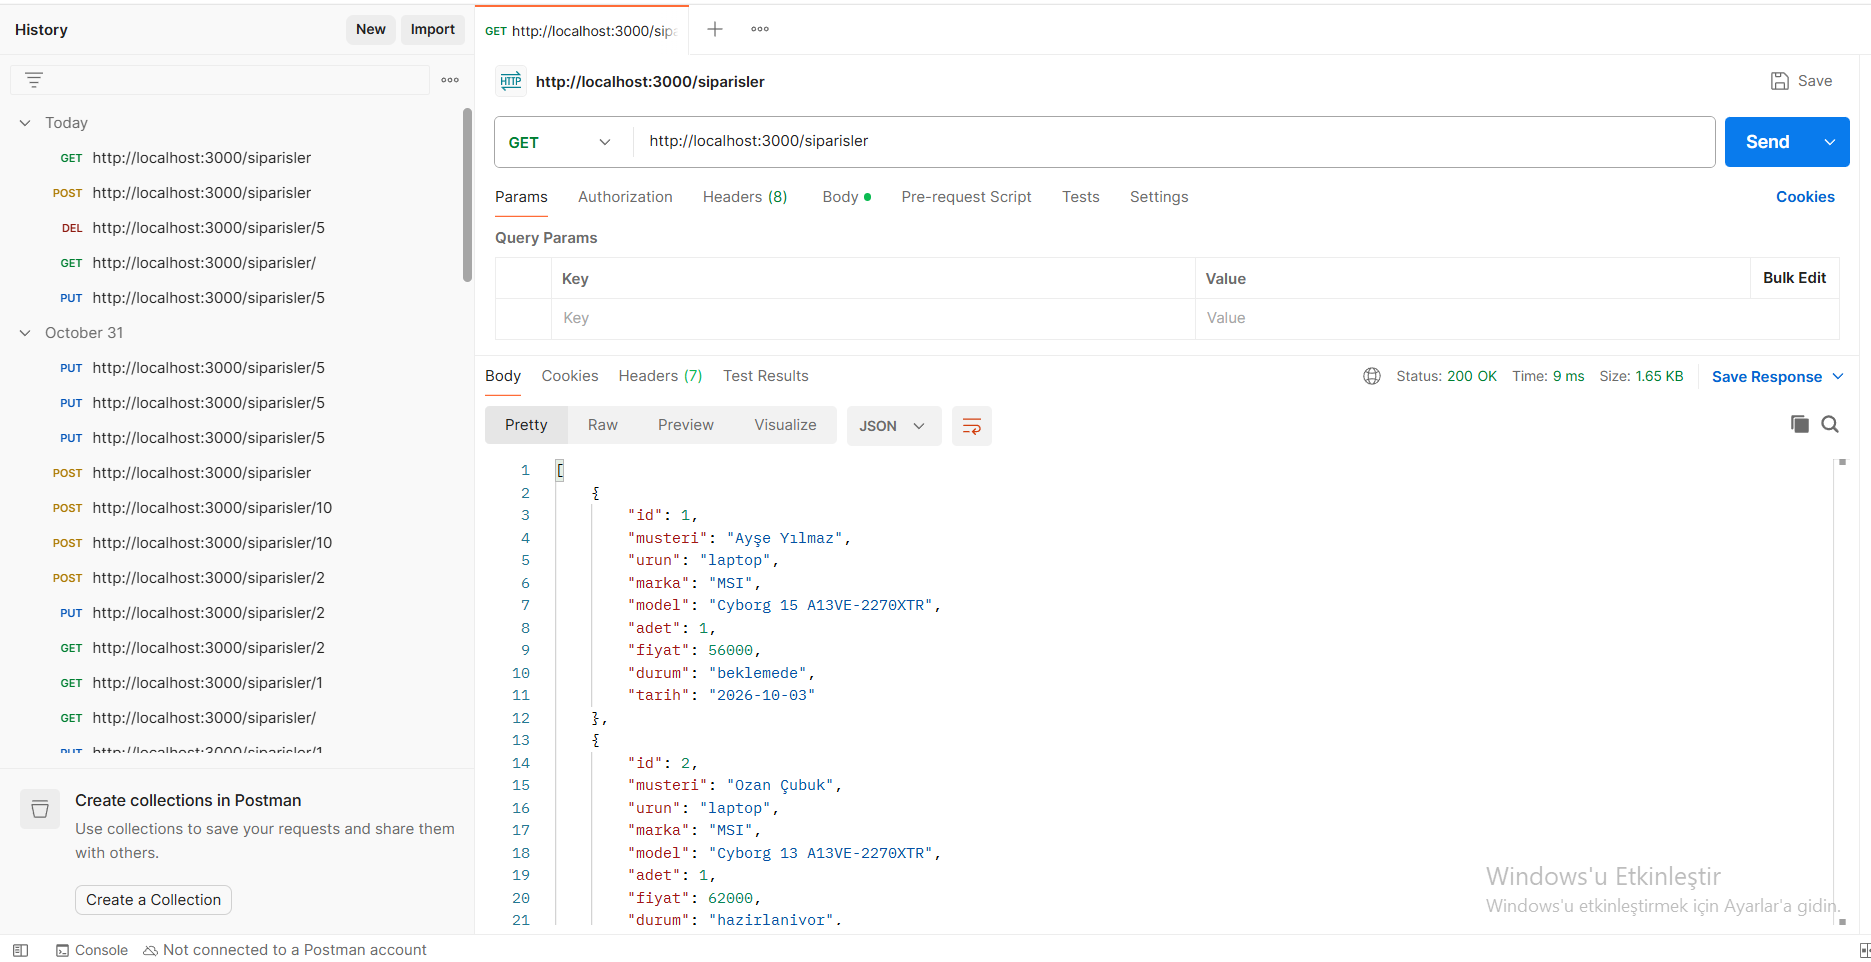 History
New
Import
Today
GET http://localhost:3000/siparisler
POST http://localhost:3000/siparisler
DEL http://localhost:3000/siparisler/5
GET http://localhost:3000/siparisler/
PUT http://localhost:3000/siparisler/5
October 31
PUT http://localhost:3000/siparisler/5
PUT http://localhost:3000/siparisler/5
PUT http://localhost:3000/siparisler/5
POST http://localhost:3000/siparisler
POST http://localhost:3000/siparisler/10
POST http://localhost:3000/siparisler/10
POST http://localhost:3000/siparisler/2
PUT http://localhost:3000/siparisler/2
GET http://localhost:3000/siparisler/2
GET http://localhost:3000/siparisler/1
GET http://localhost:3000/siparisler/
PUT http://localhost:3000/siparisler/1
Create collections in Postman
Use collections to save your requests and share them
with others.
Create a Collection
GET http://localhost:3000/sipa
HTTP http://localhost:3000/siparisler
Save
GET http://localhost:3000/siparisler
Send
Params Authorization Headers (8) Body Pre-request Script Tests Settings
Cookies
Query Params
Key Value Bulk Edit
Key Value
Body Cookies Headers (7) Test Results
Status: 200 OK Time: 9 ms Size: 1.65 KB Save Response
Pretty Raw Preview Visualize JSON
1 [
2 {
3 "id": 1,
4 "musteri": "Ayşe Yılmaz",
5 "urun": "laptop",
6 "marka": "MSI",
7 "model": "Cyborg 15 A13VE-2270XTR",
8 "adet": 1,
9 "fiyat": 56000,
10 "durum": "beklemede",
11 "tarih": "2026-10-03"
12 },
13 {
14 "id": 2,
15 "musteri": "Ozan Çubuk",
16 "urun": "laptop",
17 "marka": "MSI",
18 "model": "Cyborg 13 A13VE-2270XTR",
19 "adet": 1,
20 "fiyat": 62000,
21 "durum": "hazirlaniyor",
Windows'u Etkinleştir
Windows'u etkinleştirmek için Ayarlar'a gidin.
Console Not connected to a Postman account